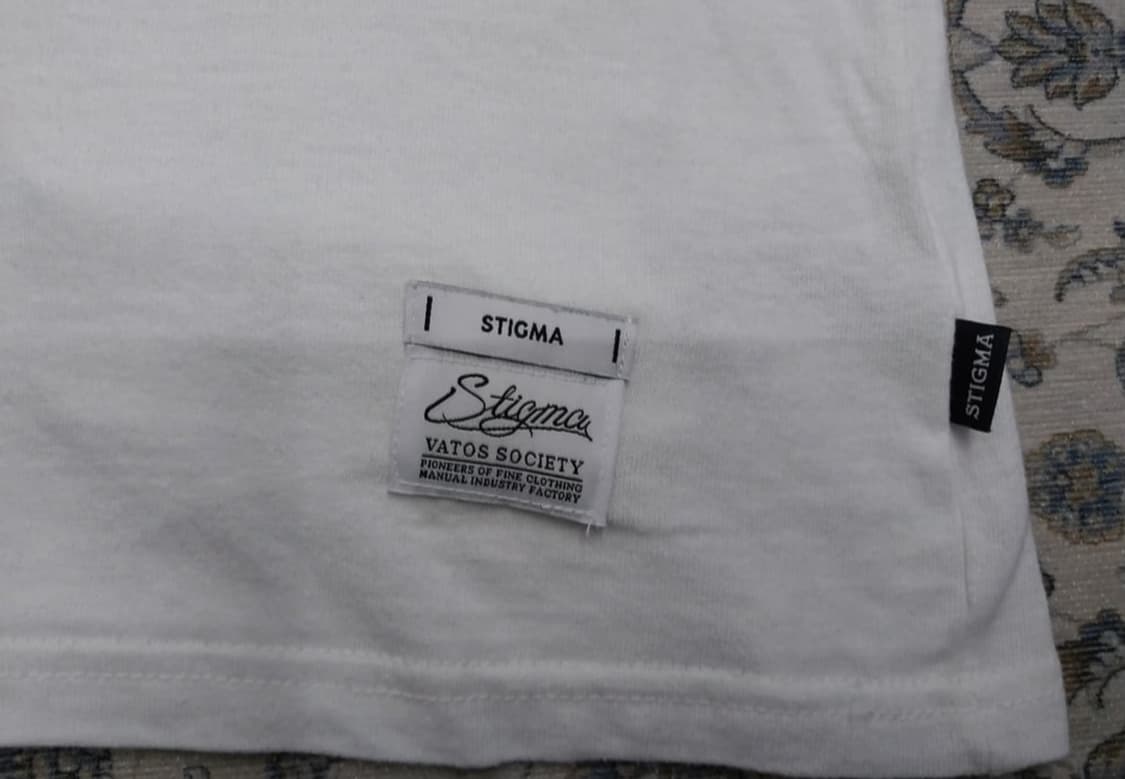 STIGMA
Stigma
VATOS SOCIETY
PIONEERS OF FINE CLOTHING
MANUAL INDUSTRY FACTORY
STIGMA